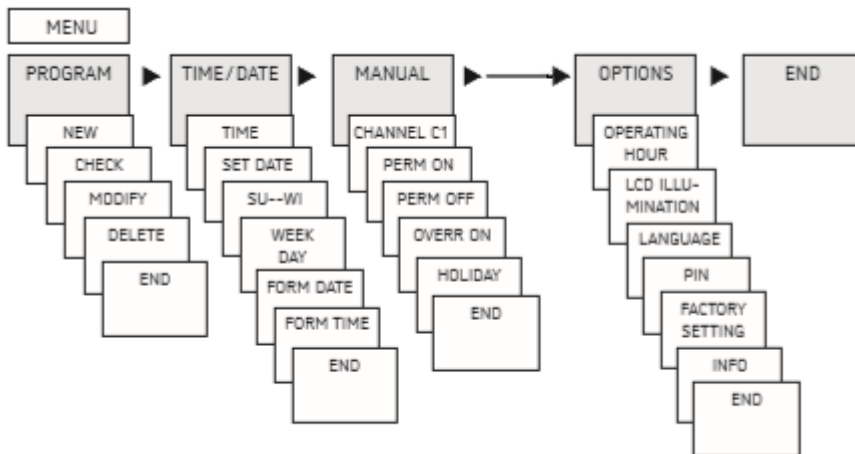 MENU
PROGRAM
NEW
CHECK
MODIFY
DELETE
END
TIME/DATE
TIME
SET DATE
SU--WI
WEEK
DAY
FORM DATE
FORM TIME
END
MANUAL
CHANNEL C1
PERM ON
PERM OFF
OVERR ON
HOLIDAY
END
OPTIONS
OPERATING
HOUR
LCD ILLU-
MINATION
LANGUAGE
PIN
FACTORY
SETTING
INFO
END
END